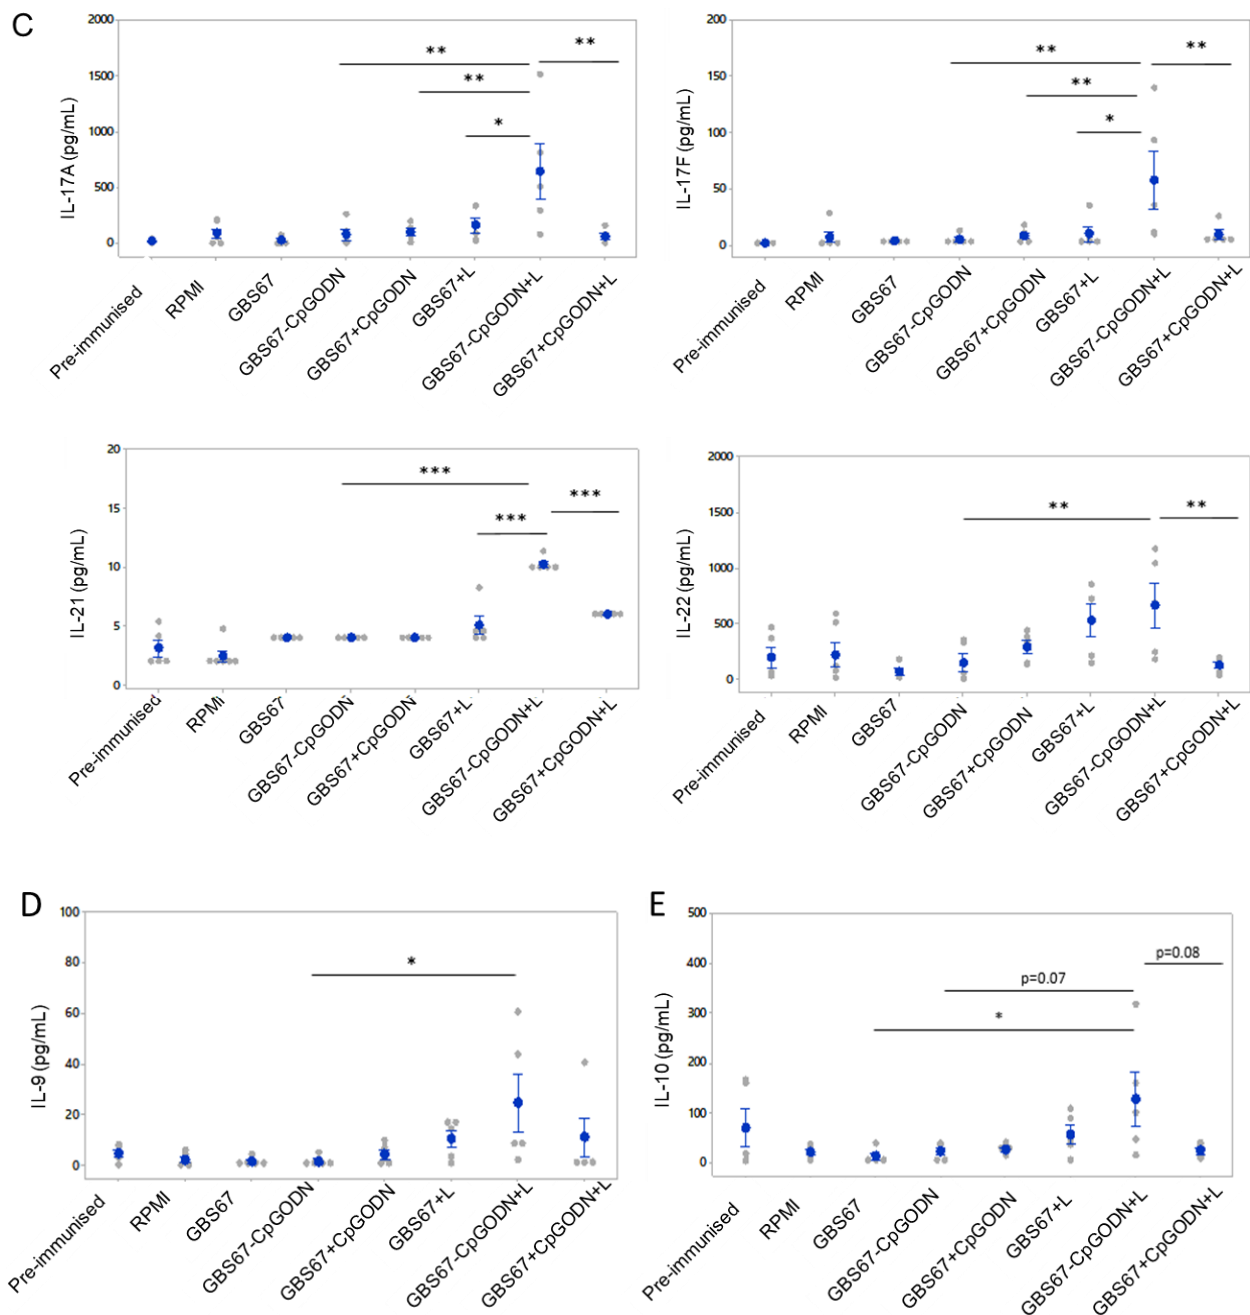 C
IL-17A (pg/mL)
2000
1500
1000
500
0
**
**
**
*
Pre-immunised
RPMI
GBS67
GBS67-CpGODN
GBS67+CpGODN
GBS67+L
GBS67-CpGODN+L
GBS67+CpGODN+L
IL-17F (pg/mL)
200
150
100
50
0
**
**
**
*
Pre-immunised
RPMI
GBS67
GBS67-CpGODN
GBS67+CpGODN
GBS67+L
GBS67-CpGODN+L
GBS67+CpGODN+L
IL-21 (pg/mL)
20
15
10
5
0
***
***
***
Pre-immunised
RPMI
GBS67
GBS67-CpGODN
GBS67+CpGODN
GBS67+L
GBS67-CpGODN+L
GBS67+CpGODN+L
IL-22 (pg/mL)
2000
1500
1000
500
0
**
**
Pre-immunised
RPMI
GBS67
GBS67-CpGODN
GBS67+CpGODN
GBS67+L
GBS67-CpGODN+L
GBS67+CpGODN+L
D
IL-9 (pg/mL)
100
80
60
40
20
0
*
Pre-immunised
RPMI
GBS67
GBS67-CpGODN
GBS67+CpGODN
GBS67+L
GBS67-CpGODN+L
GBS67+CpGODN+L
E
IL-10 (pg/mL)
500
400
300
200
100
0
p=0.08
p=0.07
*
Pre-immunised
RPMI
GBS67
GBS67-CpGODN
GBS67+CpGODN
GBS67+L
GBS67-CpGODN+L
GBS67+CpGODN+L